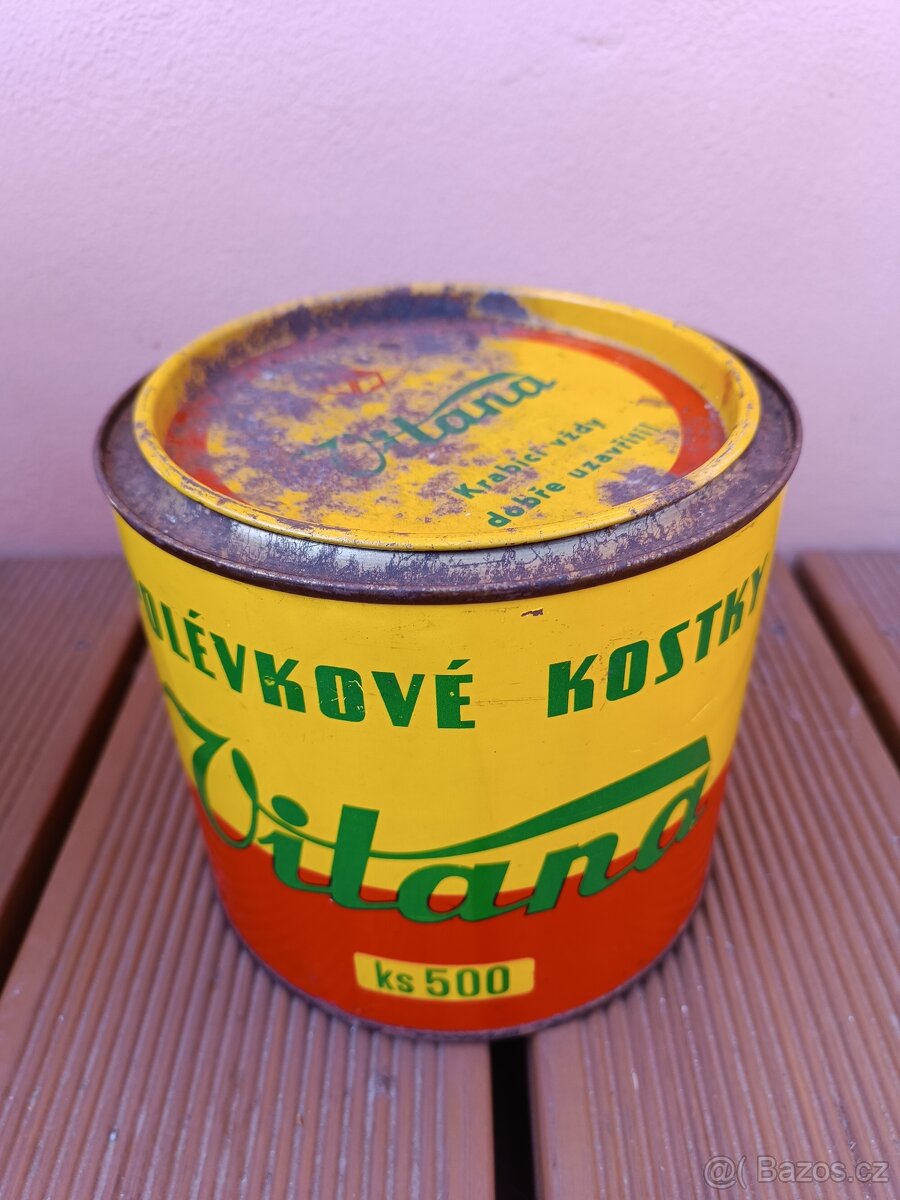 Vitana
Krabici vždy
dobře uzavřít!!
OLÉVKOVÉ KOSTKY
Vitana
ks 500
@( Bazos.cz